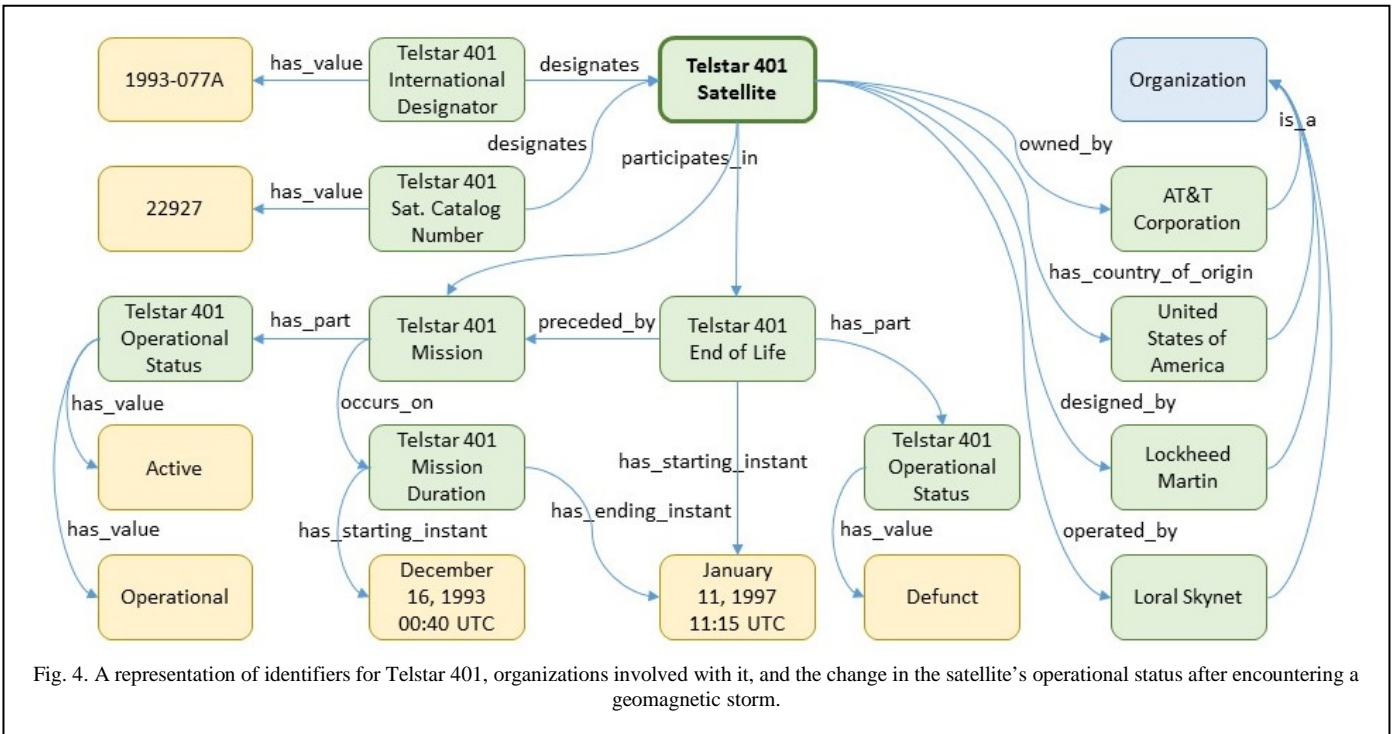 1993-077A
has_value
Telstar 401
International
Designator
designates
Telstar 401
Satellite
Organization
is_a
designates
participates_in
owned_by
22927
has_value
Telstar 401
Sat. Catalog
Number
AT&T
Corporation
has_country_of_origin
Telstar 401
Operational
Status
has_part
Telstar 401
Mission
preceded_by
Telstar 401
End of Life
has_part
United
States of
America
has_value
occurs_on
designed_by
Active
Telstar 401
Mission
Duration
has_starting_instant
Telstar 401
Operational
Status
Lockheed
Martin
has_value
has_starting_instant
has_ending_instant
has_value
operated_by
Operational
December
16, 1993
00:40 UTC
January
11, 1997
11:15 UTC
Defunct
Loral Skynet
Fig. 4. A representation of identifiers for Telstar 401, organizations involved with it, and the change in the satellite’s operational status after encountering a
geomagnetic storm.